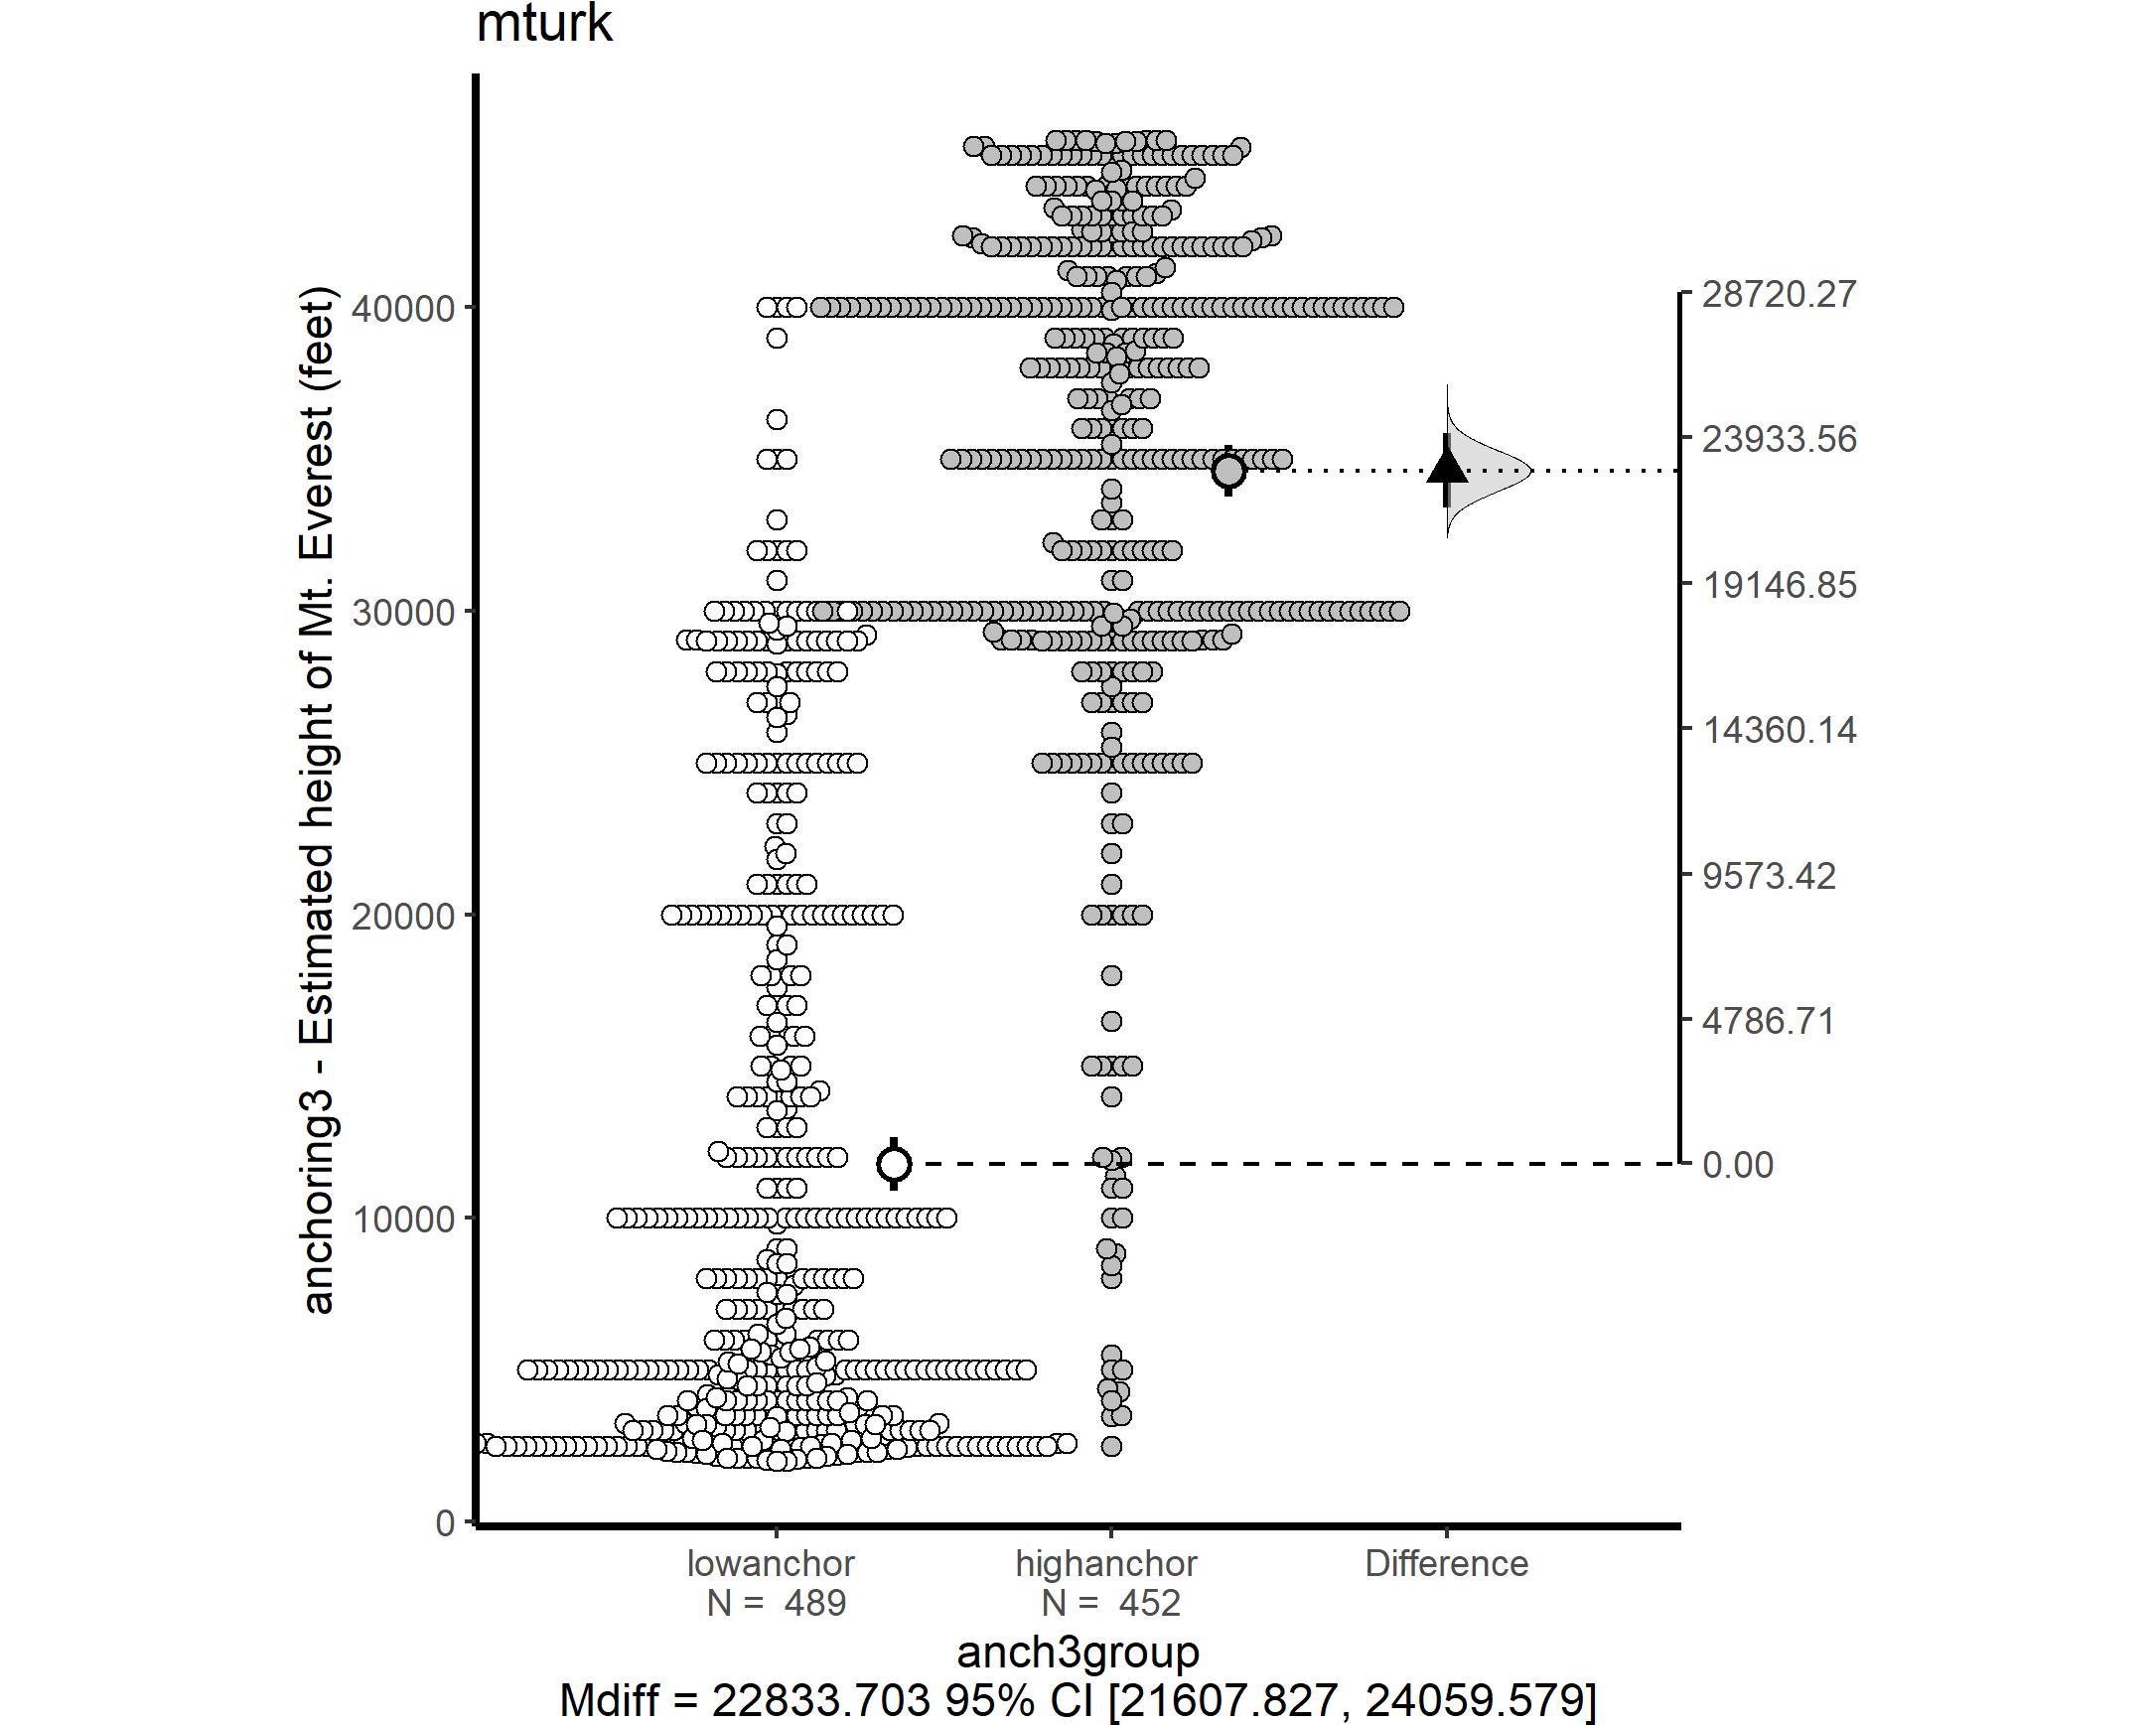 mturk
anchoring3 - Estimated height of Mt. Everest (feet)
40000
30000
20000
10000
0
28720.27
23933.56
19146.85
14360.14
9573.42
4786.71
0.00
lowanchor
N =  489
highanchor
N =  452
Difference
anch3group
Mdiff = 22833.703 95% CI [21607.827, 24059.579]